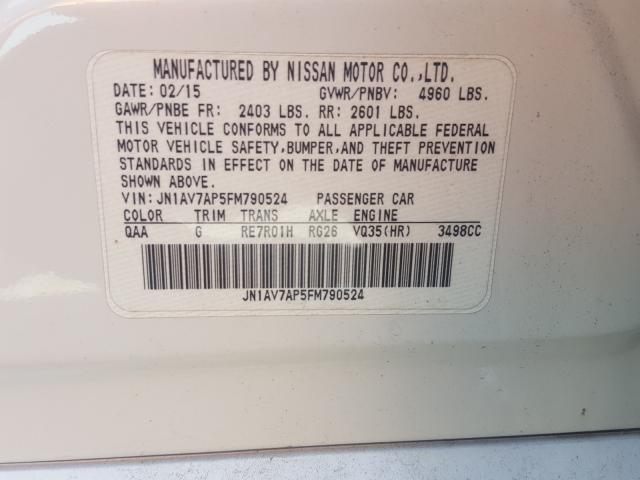 MANUFACTURED BY NISSAN MOTOR CO.,LTD.
DATE: 02/15 GVWR/PNBV: 4960 LBS.
GAWR/PNBE FR: 2403 LBS. RR: 2601 LBS.
THIS VEHICLE CONFORMS TO ALL APPLICABLE FEDERAL
MOTOR VEHICLE SAFETY,BUMPER,AND THEFT PREVENTION
STANDARDS IN EFFECT ON THE DATE OF MANUFACTURE
SHOWN ABOVE.
VIN: JN1AV7AP5FM790524 PASSENGER CAR
COLOR TRIM TRANS AXLE ENGINE
QAA G RE7R01H RG26 VQ35(HR) 3498CC
JN1AV7AP5FM790524